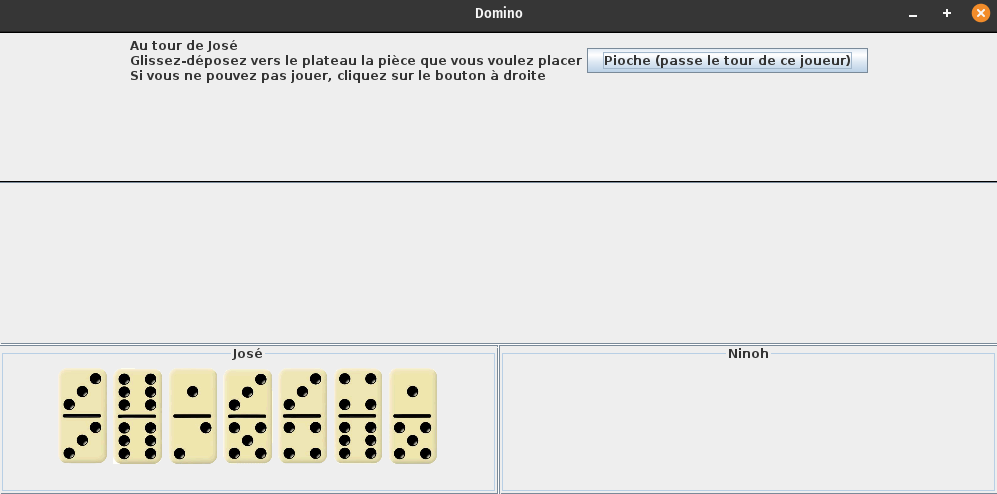 Domino
Au tour de José
Glissez-déposez vers le plateau la pièce que vous voulez placer
Si vous ne pouvez pas jouer, cliquez sur le bouton à droite
Pioche (passe le tour de ce joueur)
José
Ninoh